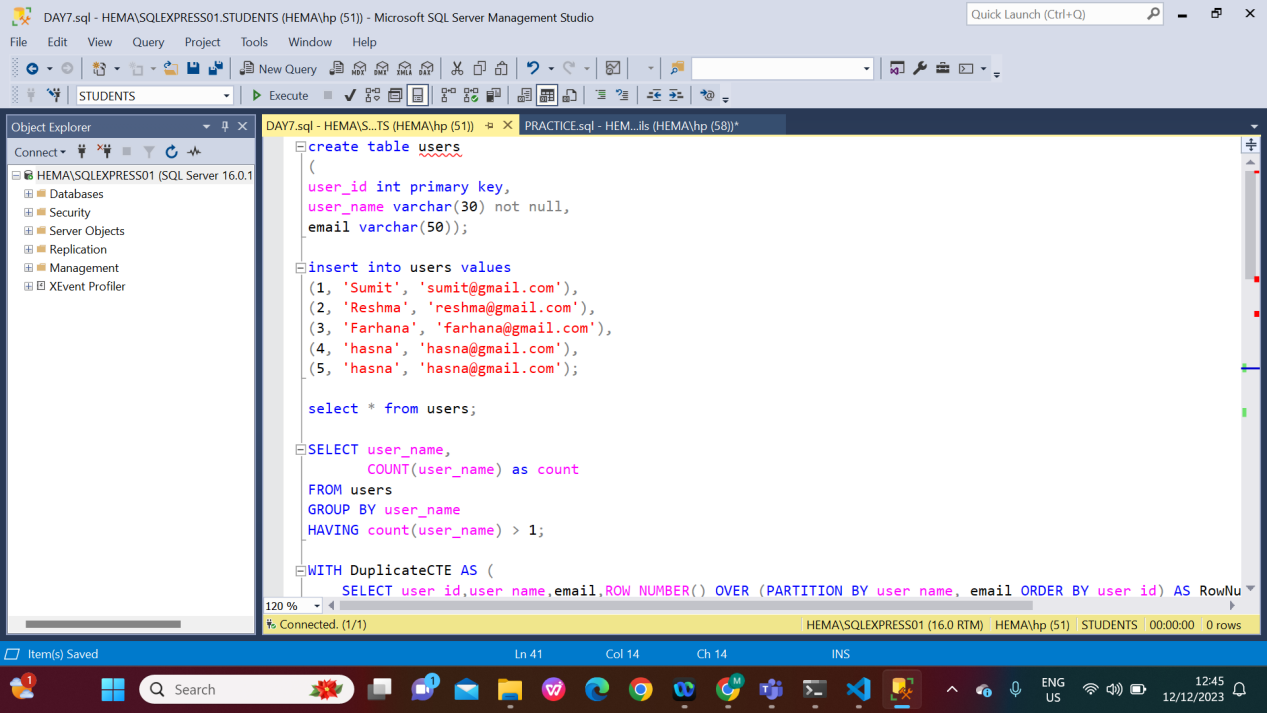 DAY7.sql - HEMA\SQLEXPRESS01.STUDENTS (HEMA\hp (51)) - Microsoft SQL Server Management Studio
Quick Launch (Ctrl+Q)
File Edit View Query Project Tools Window Help
New Query MDX DMX XMLA DAX
STUDENTS Execute
Object Explorer
DAY7.sql - HEMA\S...TS (HEMA\hp (51)) PRACTICE.sql - HEM...ils (HEMA\hp (58))*
Connect
HEMA\SQLEXPRESS01 (SQL Server 16.0.1
Databases
Security
Server Objects
Replication
Management
XEvent Profiler
create table users
(
user_id int primary key,
user_name varchar(30) not null,
email varchar(50));
insert into users values
(1, 'Sumit', 'sumit@gmail.com'),
(2, 'Reshma', 'reshma@gmail.com'),
(3, 'Farhana', 'farhana@gmail.com'),
(4, 'hasna', 'hasna@gmail.com'),
(5, 'hasna', 'hasna@gmail.com');
select * from users;
SELECT user_name,
COUNT(user_name) as count
FROM users
GROUP BY user_name
HAVING count(user_name) > 1;
WITH DuplicateCTE AS (
SELECT user_id,user_name,email,ROW_NUMBER() OVER (PARTITION BY user_name, email ORDER BY user_id) AS RowNu
120 %
Connected. (1/1) HEMA\SQLEXPRESS01 (16.0 RTM) HEMA\hp (51) STUDENTS 00:00:00 0 rows
Item(s) Saved Ln 41 Col 14 Ch 14 INS
1 Search 1 M ENG US 12:45
12/12/2023